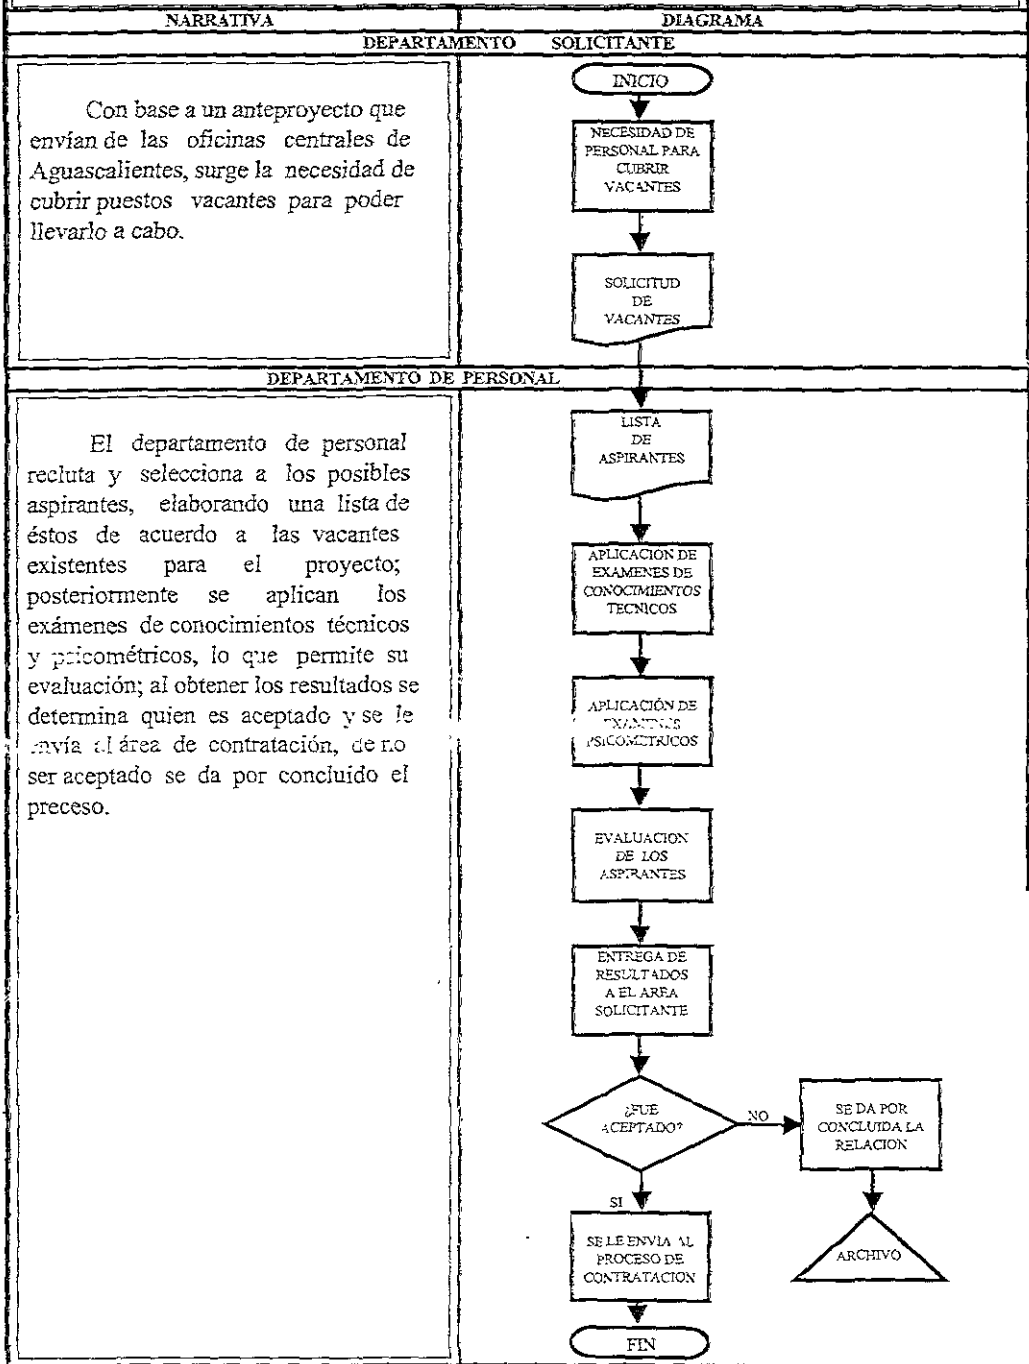 NARRATIVA
DIAGRAMA
DEPARTAMENTO SOLICITANTE
Con base a un anteproyecto que
envían de las oficinas centrales de
Aguascalientes, surge la necesidad de
cubrir puestos vacantes para poder
llevarlo a cabo.
INICIO
NECESIDAD DE
PERSONAL PARA
CUBRIR
VACANTES
SOLICITUD
DE
VACANTES
DEPARTAMENTO DE PERSONAL
El departamento de personal
recluta y selecciona a los posibles
aspirantes, elaborando una lista de
éstos de acuerdo a las vacantes
existentes para el proyecto;
posteriormente se aplican los
exámenes de conocimientos técnicos
y psicométricos, lo que permite su
evaluación; al obtener los resultados se
determina quien es aceptado y se le
envía al área de contratación, de no
ser aceptado se da por concluido el
preceso.
LISTA
DE
ASPIRANTES
APLICACION DE
EXAMENES DE
CONOCIMIENTOS
TECNICOS
APLICACIÓN DE
EXAMENES
PSICOMETRICOS
EVALUACION
DE LOS
ASPIRANTES
ENTREGA DE
RESULTADOS
A EL AREA
SOLICITANTE
¿FUE
ACEPTADO?
NO
SE DA POR
CONCLUIDA LA
RELACION
ARCHIVO
SI
SE LE ENVIA AL
PROCESO DE
CONTRATACION
FIN